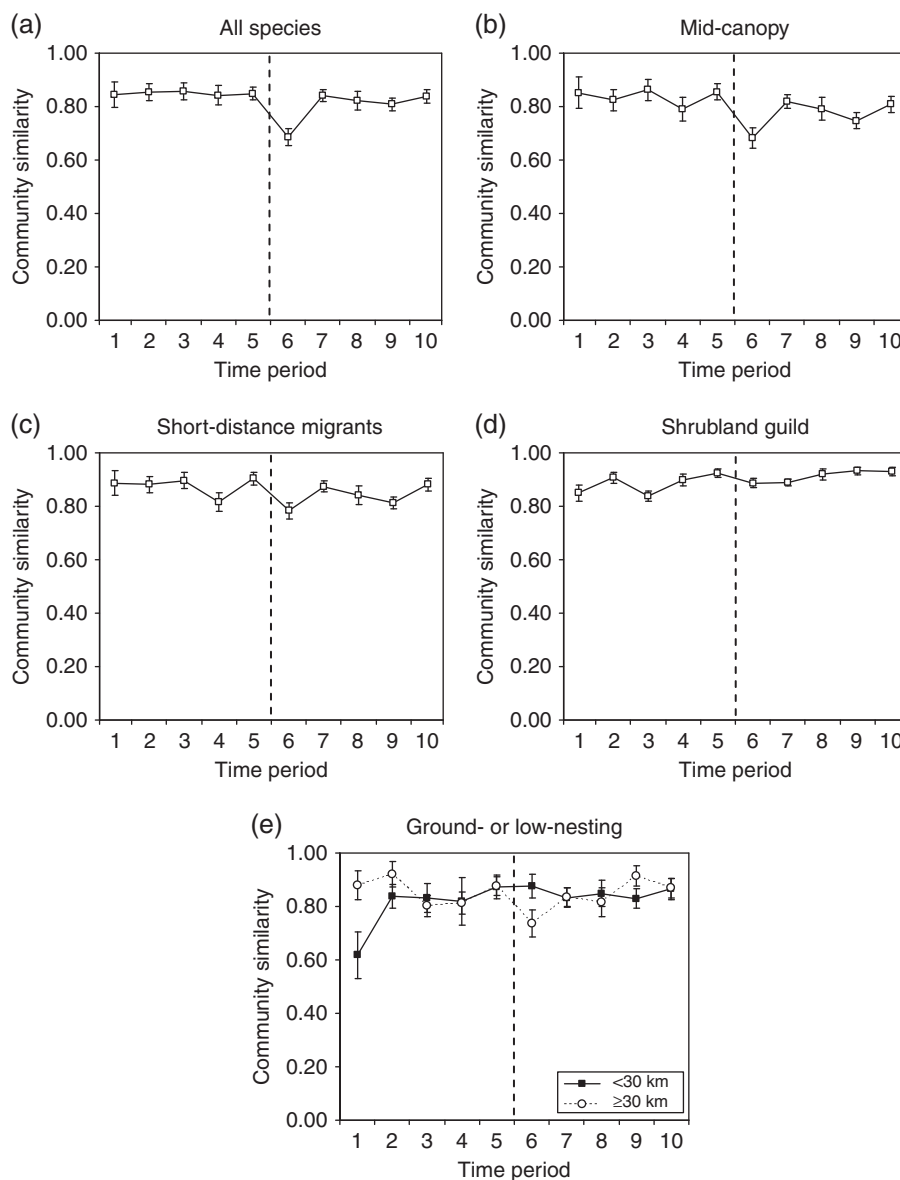 (a) All species
Community similarity
1.00
0.80
0.60
0.40
0.20
0.00
1 2 3 4 5 6 7 8 9 10
Time period
(b) Mid-canopy
Community similarity
1.00
0.80
0.60
0.40
0.20
0.00
1 2 3 4 5 6 7 8 9 10
Time period
(c) Short-distance migrants
Community similarity
1.00
0.80
0.60
0.40
0.20
0.00
1 2 3 4 5 6 7 8 9 10
Time period
(d) Shrubland guild
Community similarity
1.00
0.80
0.60
0.40
0.20
0.00
1 2 3 4 5 6 7 8 9 10
Time period
(e) Ground- or low-nesting
Community similarity
1.00
0.80
0.60
0.40
0.20
0.00
<30 km
≥30 km
1 2 3 4 5 6 7 8 9 10
Time period